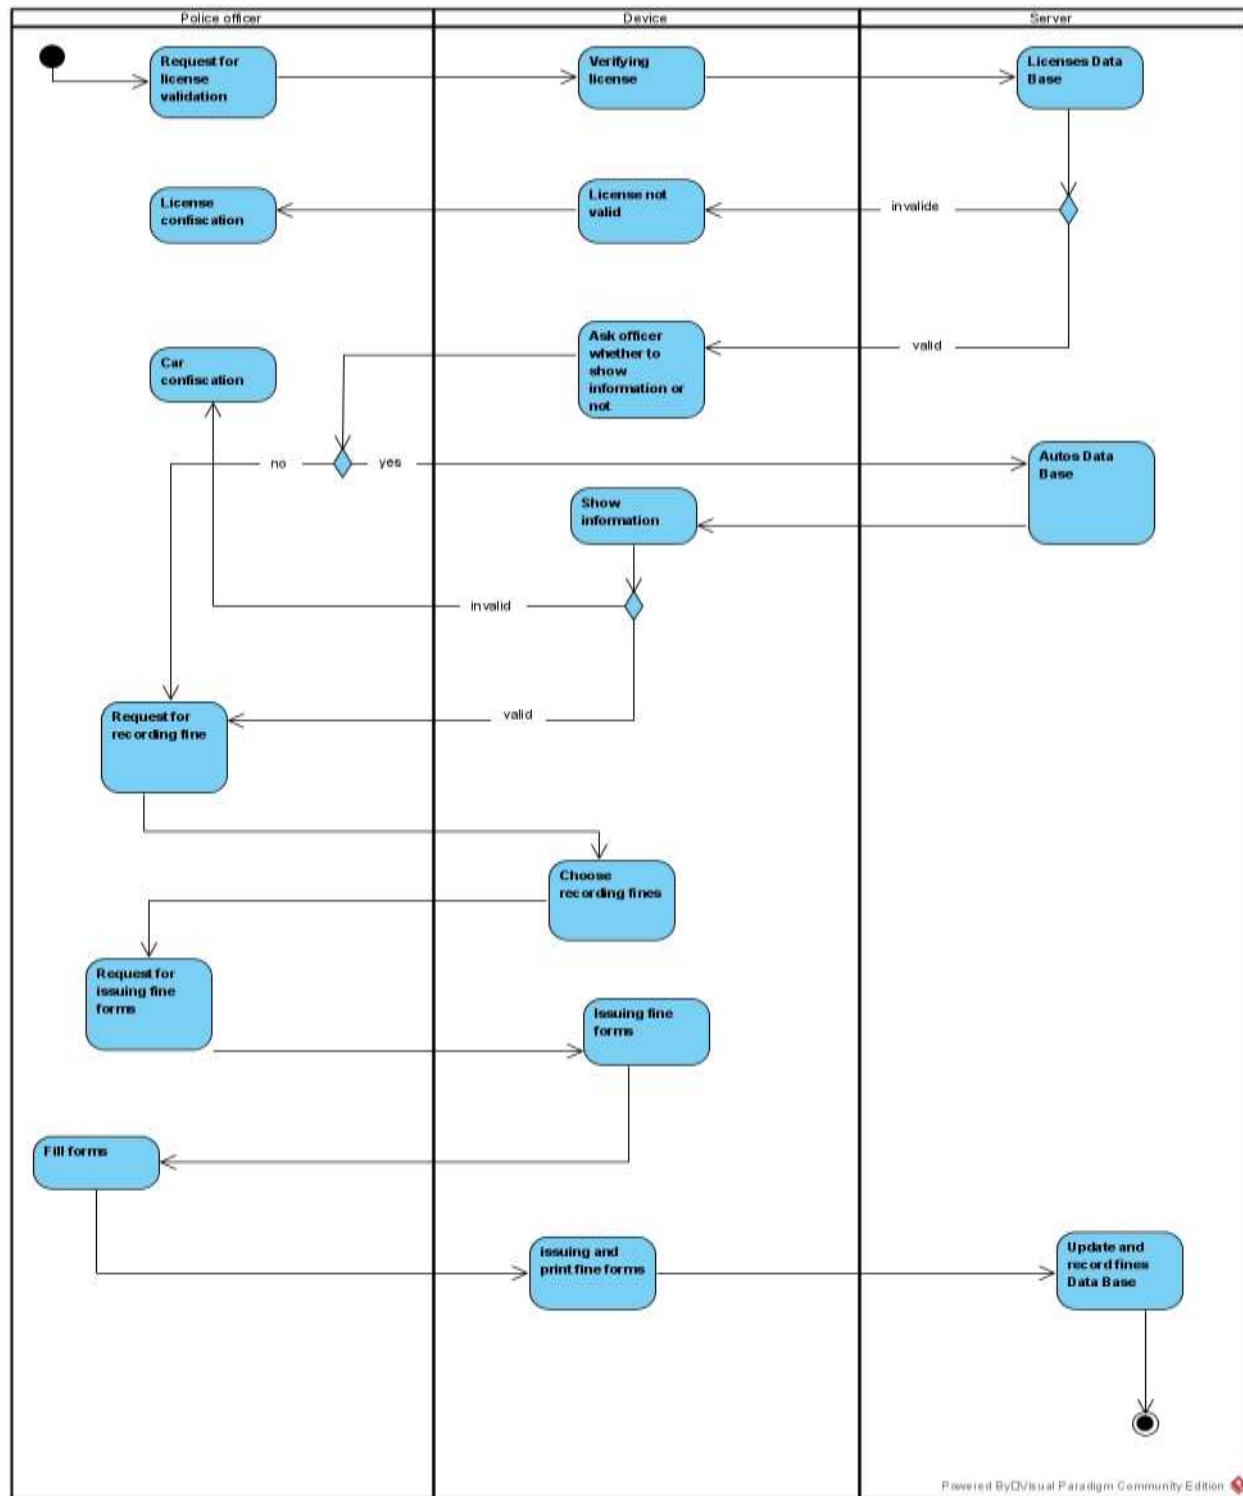 Police officer
Device
Server
Request for
license
validation
Verifying
license
Licenses Data
Base
License
confiscation
License not
valid
invalide
Car
confiscation
Ask officer
whether to
show
information or
not
valid
no
yes
Autos Data
Base
Show
information
invalid
Request for
recording fine
valid
Choose
recording fines
Request for
issuing fine
forms
Issuing fine
forms
Fill forms
issuing and
print fine forms
Update and
record fines
Data Base
Powered By□Visual Paradigm Community Edition